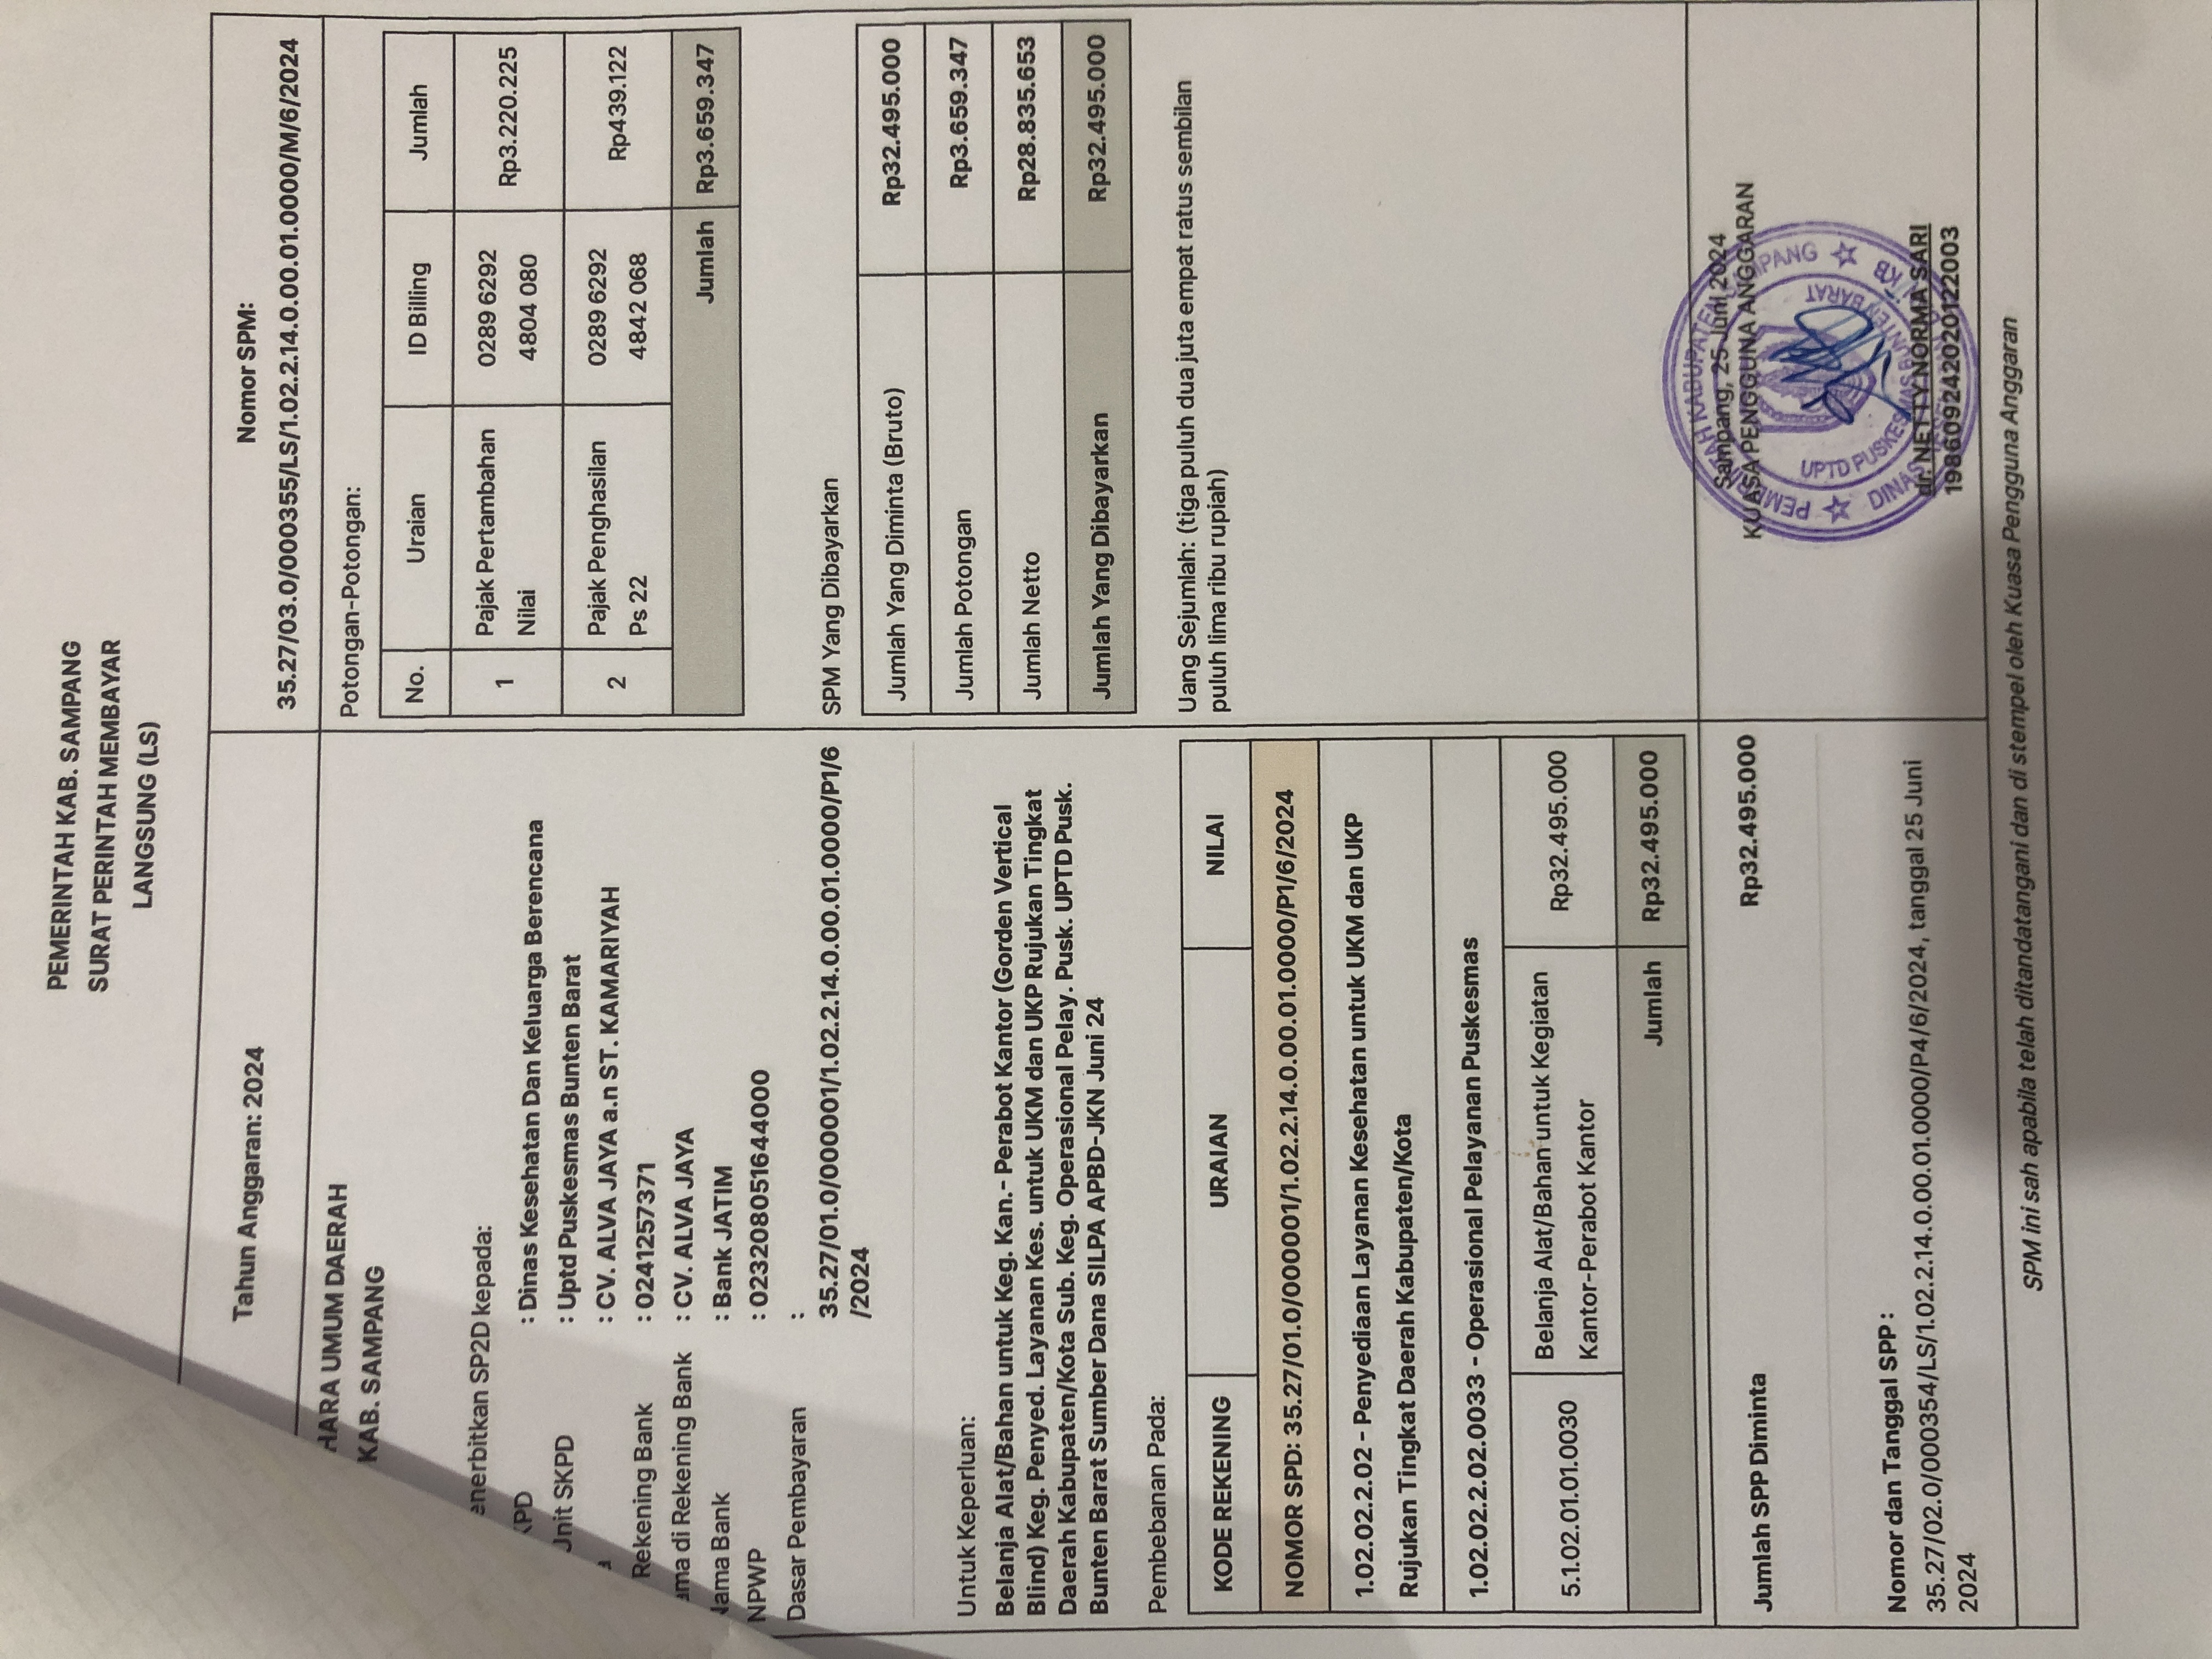 PEMERINTAH KAB. SAMPANG
SURAT PERINTAH MEMBAYAR
LANGSUNG (LS)
Tahun Anggaran: 2024
Nomor SPM:
35.27/03.0/000355/LS/1.02.2.14.0.00.01.0000/M/6/2024
HARA UMUM DAERAH
KAB. SAMPANG
enerbitkan SP2D kepada:
KPD : Dinas Kesehatan Dan Keluarga Berencana
Unit SKPD : Uptd Puskesmas Bunten Barat
a : CV. ALVA JAYA a.n ST. KAMARIYAH
Rekening Bank : 0241257371
ama di Rekening Bank : CV. ALVA JAYA
Nama Bank : Bank JATIM
NPWP : 023208051644000
Dasar Pembayaran :
35.27/01.0/000001/1.02.2.14.0.00.01.0000/P1/6
/2024
Untuk Keperluan:
Belanja Alat/Bahan untuk Keg. Kan.- Perabot Kantor (Gorden Vertical
Blind) Keg. Penyed. Layanan Kes. untuk UKM dan UKP Rujukan Tingkat
Daerah Kabupaten/Kota Sub. Keg. Operasional Pelay. Pusk. UPTD Pusk.
Bunten Barat Sumber Dana SILPA APBD-JKN Juni 24
Pembebanan Pada:
KODE REKENING URAIAN NILAI
NOMOR SPD: 35.27/01.0/000001/1.02.2.14.0.00.01.0000/P1/6/2024
1.02.02.2.02 - Penyediaan Layanan Kesehatan untuk UKM dan UKP
Rujukan Tingkat Daerah Kabupaten/Kota
1.02.02.2.02.0033 - Operasional Pelayanan Puskesmas
5.1.02.01.01.0030 Belanja Alat/Bahan untuk Kegiatan
Kantor-Perabot Kantor Rp32.495.000
Jumlah Rp32.495.000
Jumlah SPP Diminta Rp32.495.000
Nomor dan Tanggal SPP :
35.27/02.0/000354/LS/1.02.2.14.0.00.01.0000/P4/6/2024, tanggal 25 Juni
2024
Potongan-Potongan:
No. Uraian ID Billing Jumlah
1 Pajak Pertambahan Nilai 0289 6292 4804 080 Rp3.220.225
2 Pajak Penghasilan Ps 22 0289 6292 4842 068 Rp439.122
Jumlah Rp3.659.347
SPM Yang Dibayarkan
Jumlah Yang Diminta (Bruto) Rp32.495.000
Jumlah Potongan Rp3.659.347
Jumlah Netto Rp28.835.653
Jumlah Yang Dibayarkan Rp32.495.000
Uang Sejumlah: (tiga puluh dua juta empat ratus sembilan
puluh lima ribu rupiah)
Sampang, 25 Juni 2024
KUASA PENGGUNA ANGGARAN
PEMERINTAH KABUPATEN SAMPANG
UPTD PUSKESMAS BUNTEN BARAT
DINAS KESEHATAN DAN KB
dr. NETTY NORMA SARI
198609242020122003
SPM ini sah apabila telah ditandatangani dan di stempel oleh Kuasa Pengguna Anggaran